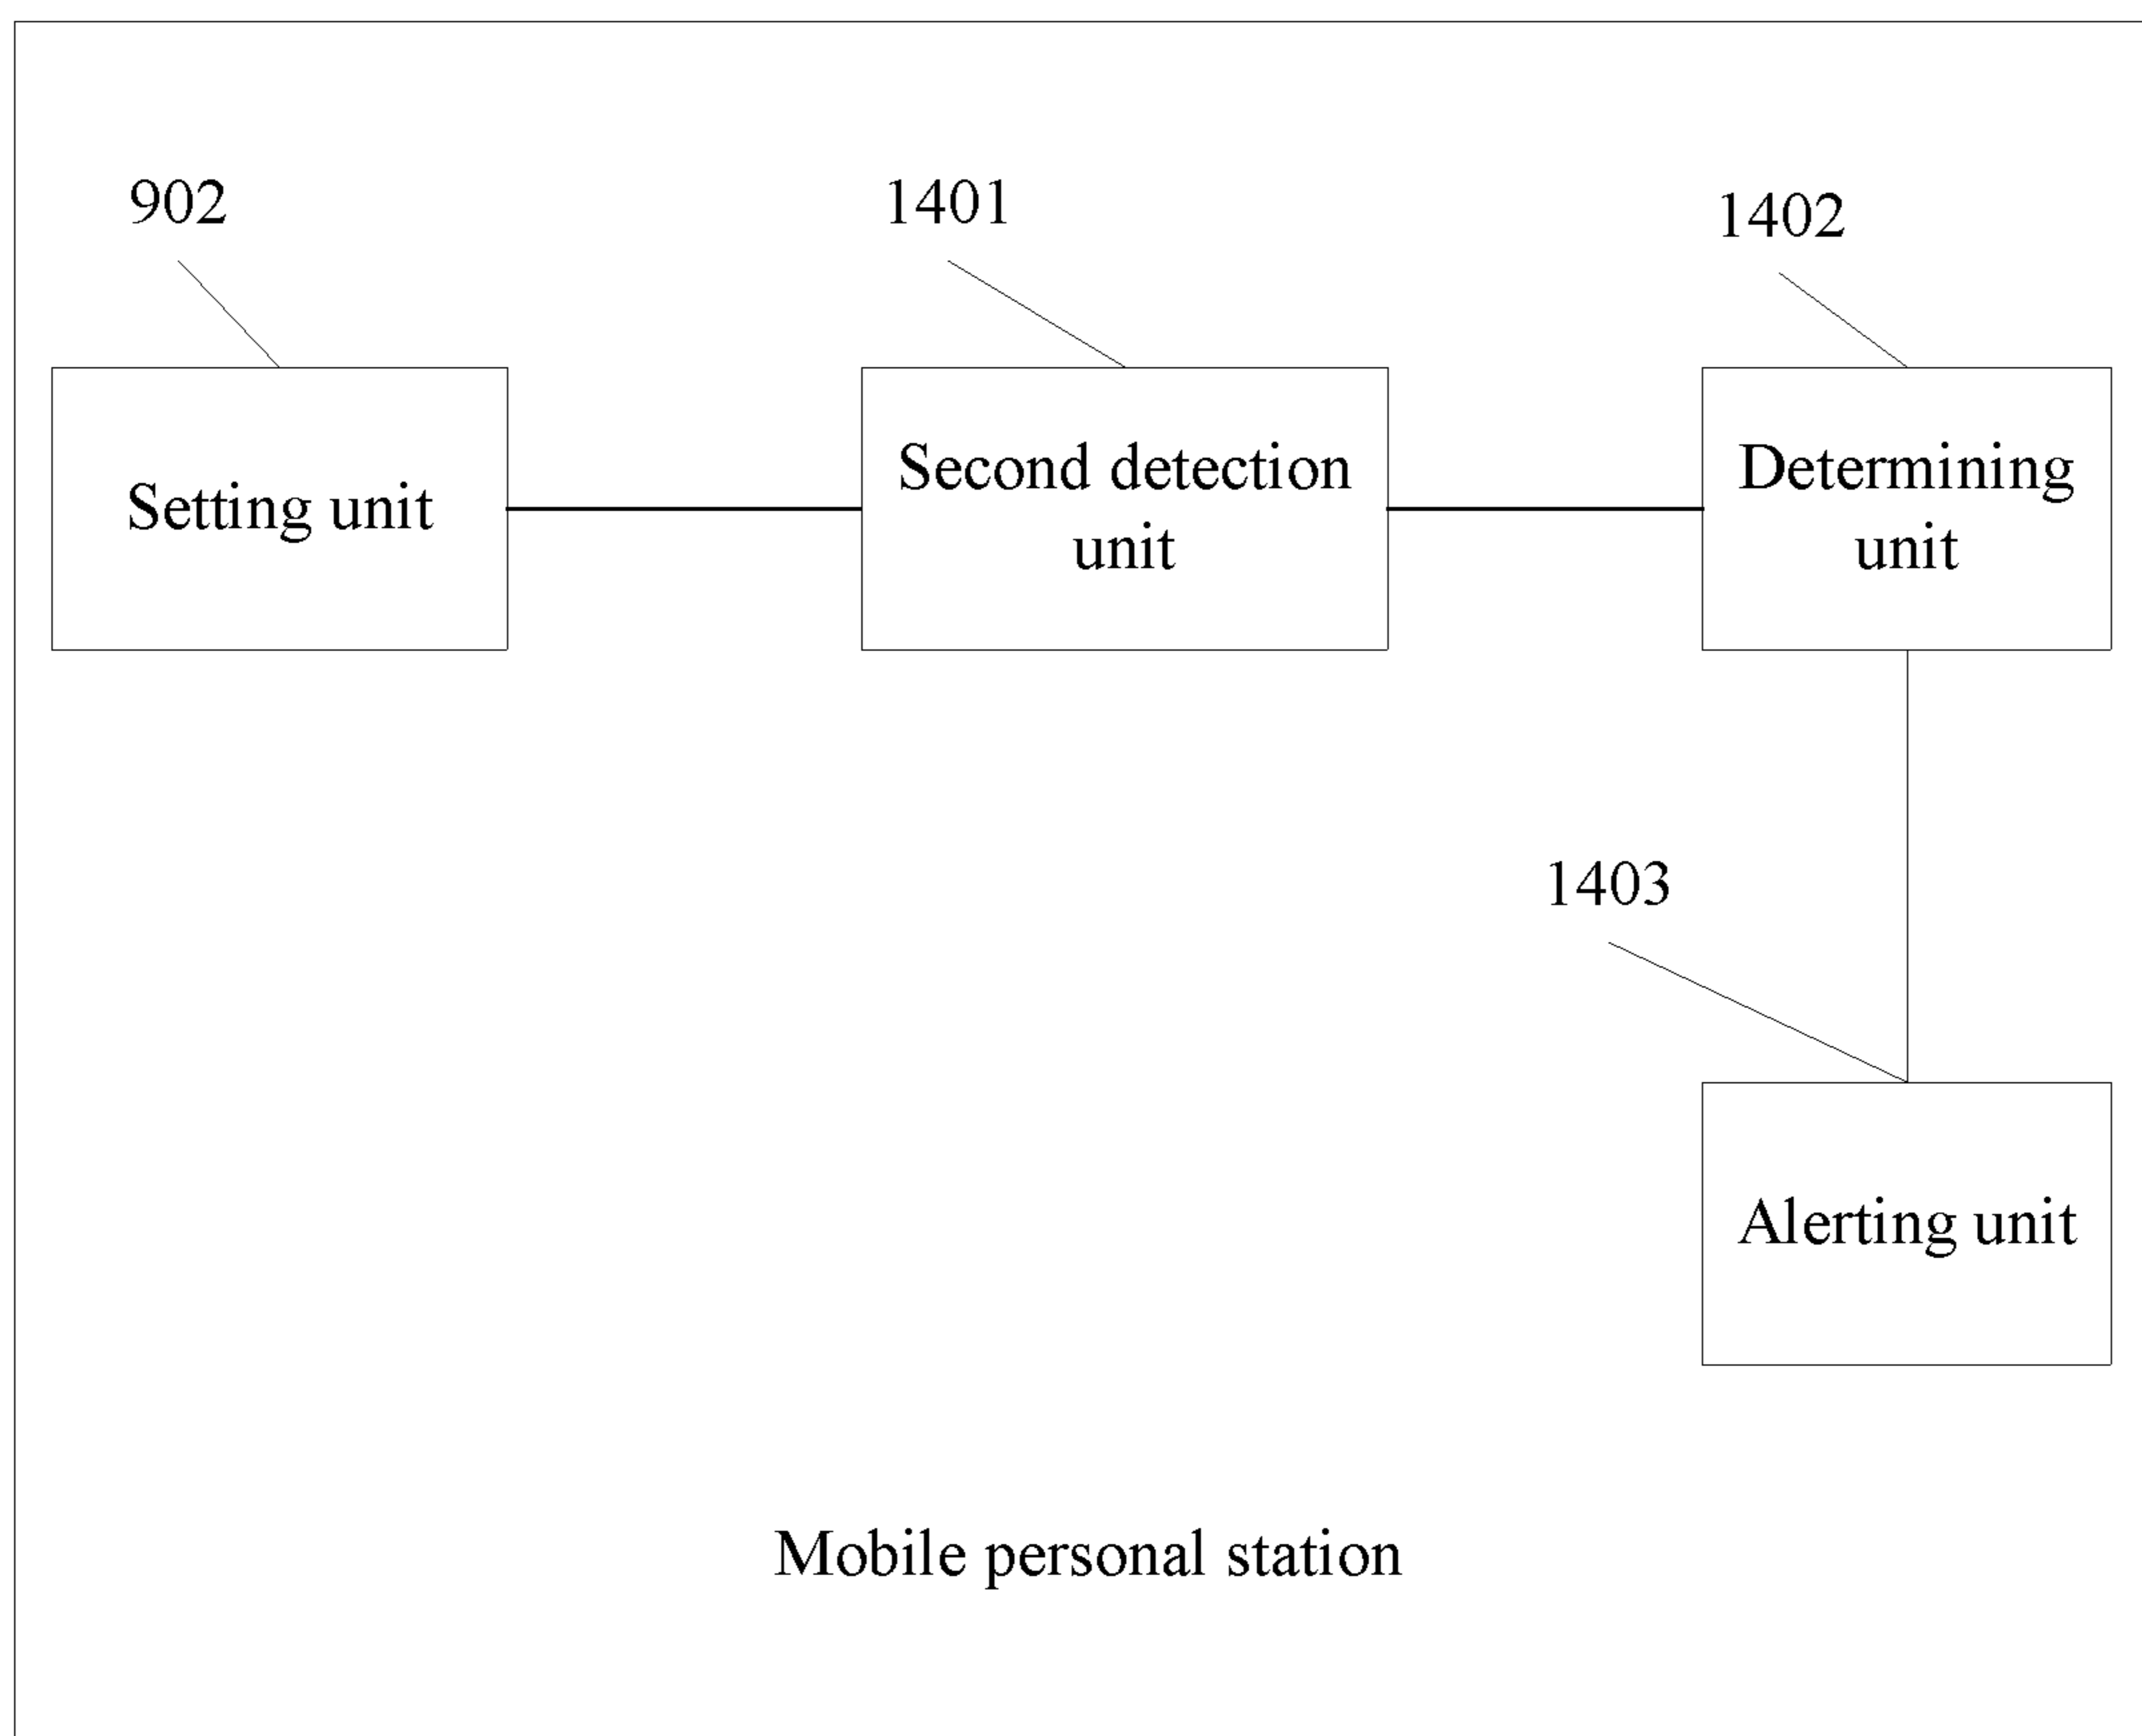 902
1401
1402
Setting unit
Second detection
unit
Determining
unit
1403
Alerting unit
Mobile personal station